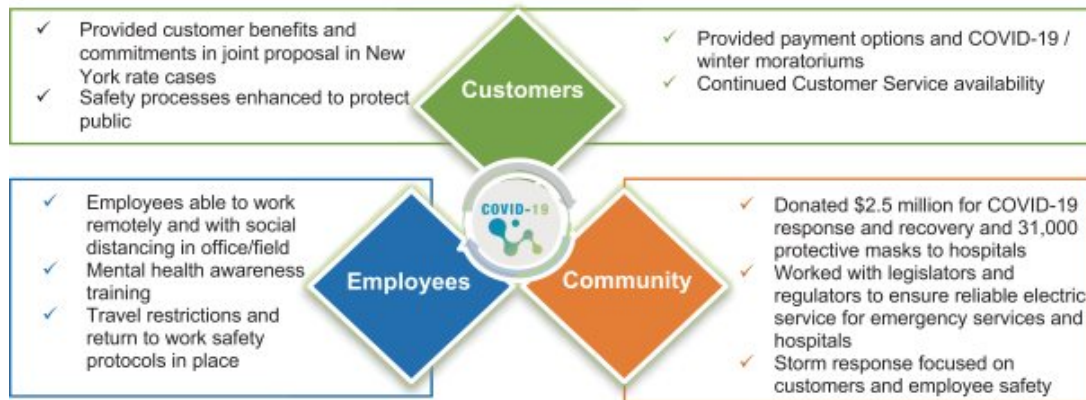 ✓ Provided customer benefits and
commitments in joint proposal in New
York rate cases
✓ Safety processes enhanced to protect
public
Customers
✓ Provided payment options and COVID-19 /
winter moratoriums
✓ Continued Customer Service availability
COVID-19
✓ Employees able to work
remotely and with social
distancing in office/field
✓ Mental health awareness
training
✓ Travel restrictions and
return to work safety
protocols in place
Employees
Community
✓ Donated $2.5 million for COVID-19
response and recovery and 31,000
protective masks to hospitals
✓ Worked with legislators and
regulators to ensure reliable electric
service for emergency services and
hospitals
✓ Storm response focused on
customers and employee safety